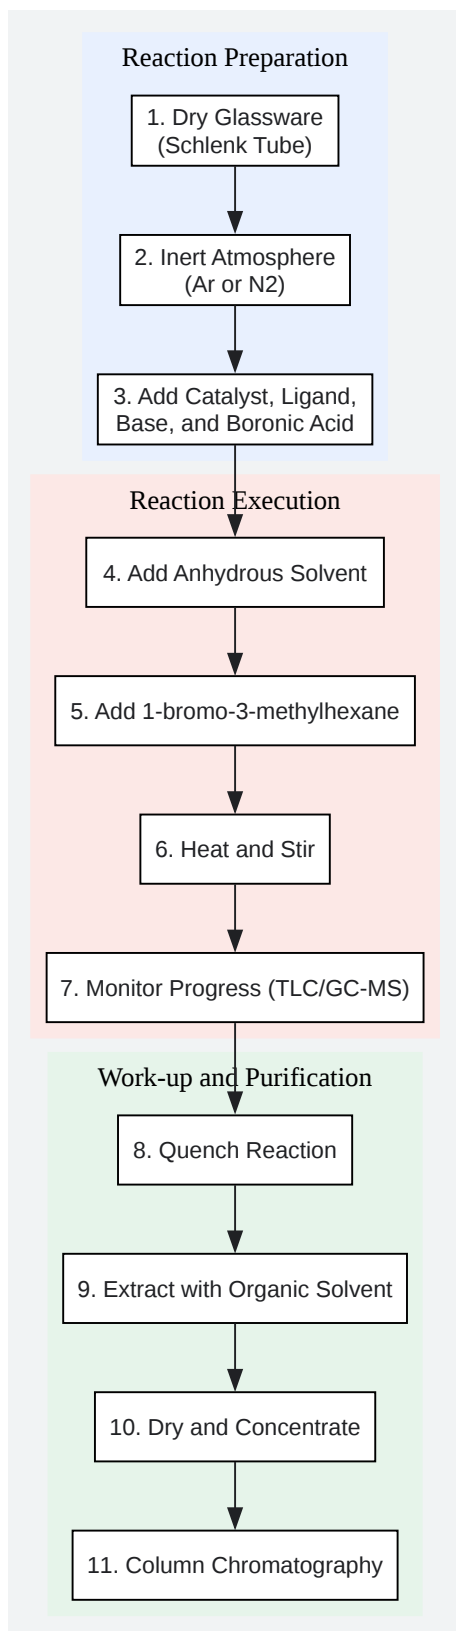 Reaction Preparation
1. Dry Glassware
(Schlenk Tube)
2. Inert Atmosphere
(Ar or N2)
3. Add Catalyst, Ligand,
Base, and Boronic Acid
Reaction Execution
4. Add Anhydrous Solvent
5. Add 1-bromo-3-methylhexane
6. Heat and Stir
7. Monitor Progress (TLC/GC-MS)
Work-up and Purification
8. Quench Reaction
9. Extract with Organic Solvent
10. Dry and Concentrate
11. Column Chromatography